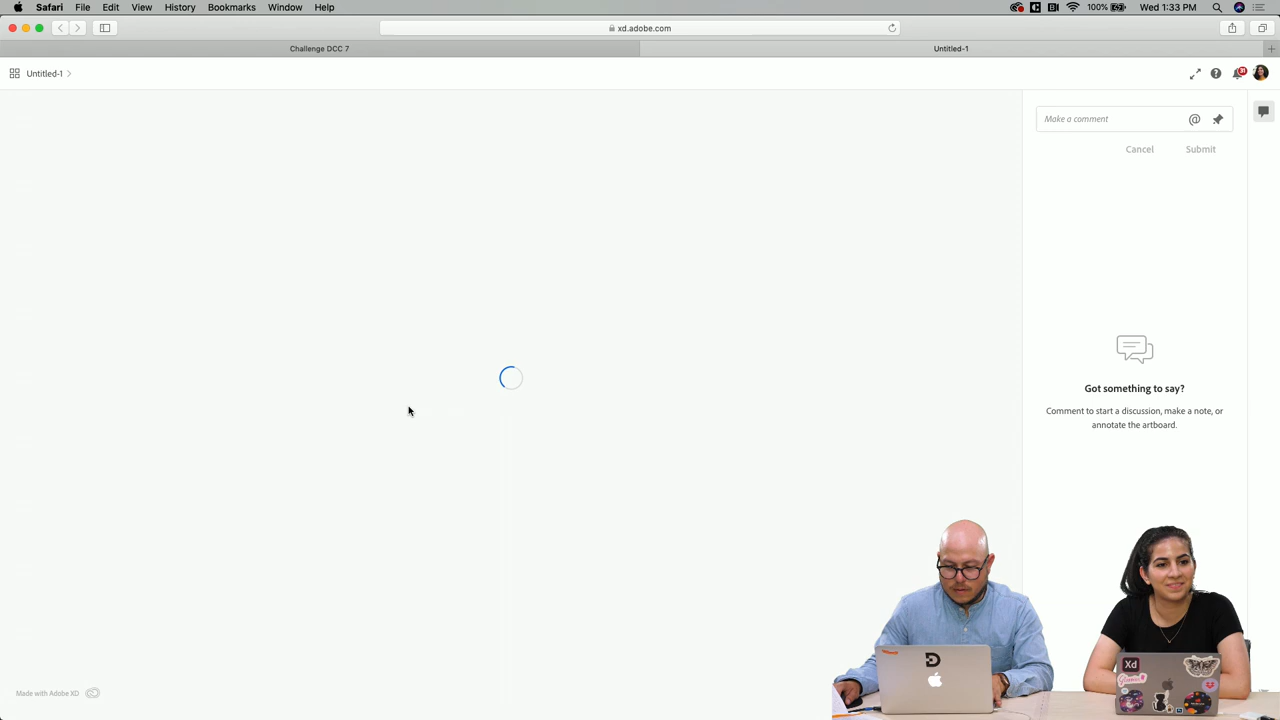 Safari File Edit View History Bookmarks Window Help 100% Wed 1:33 PM
xd.adobe.com
Challenge DCC 7 Untitled-1
Untitled-1
Make a comment @
Cancel Submit
Got something to say?
Comment to start a discussion, make a note, or
annotate the artboard.
Xd
Made with Adobe XD